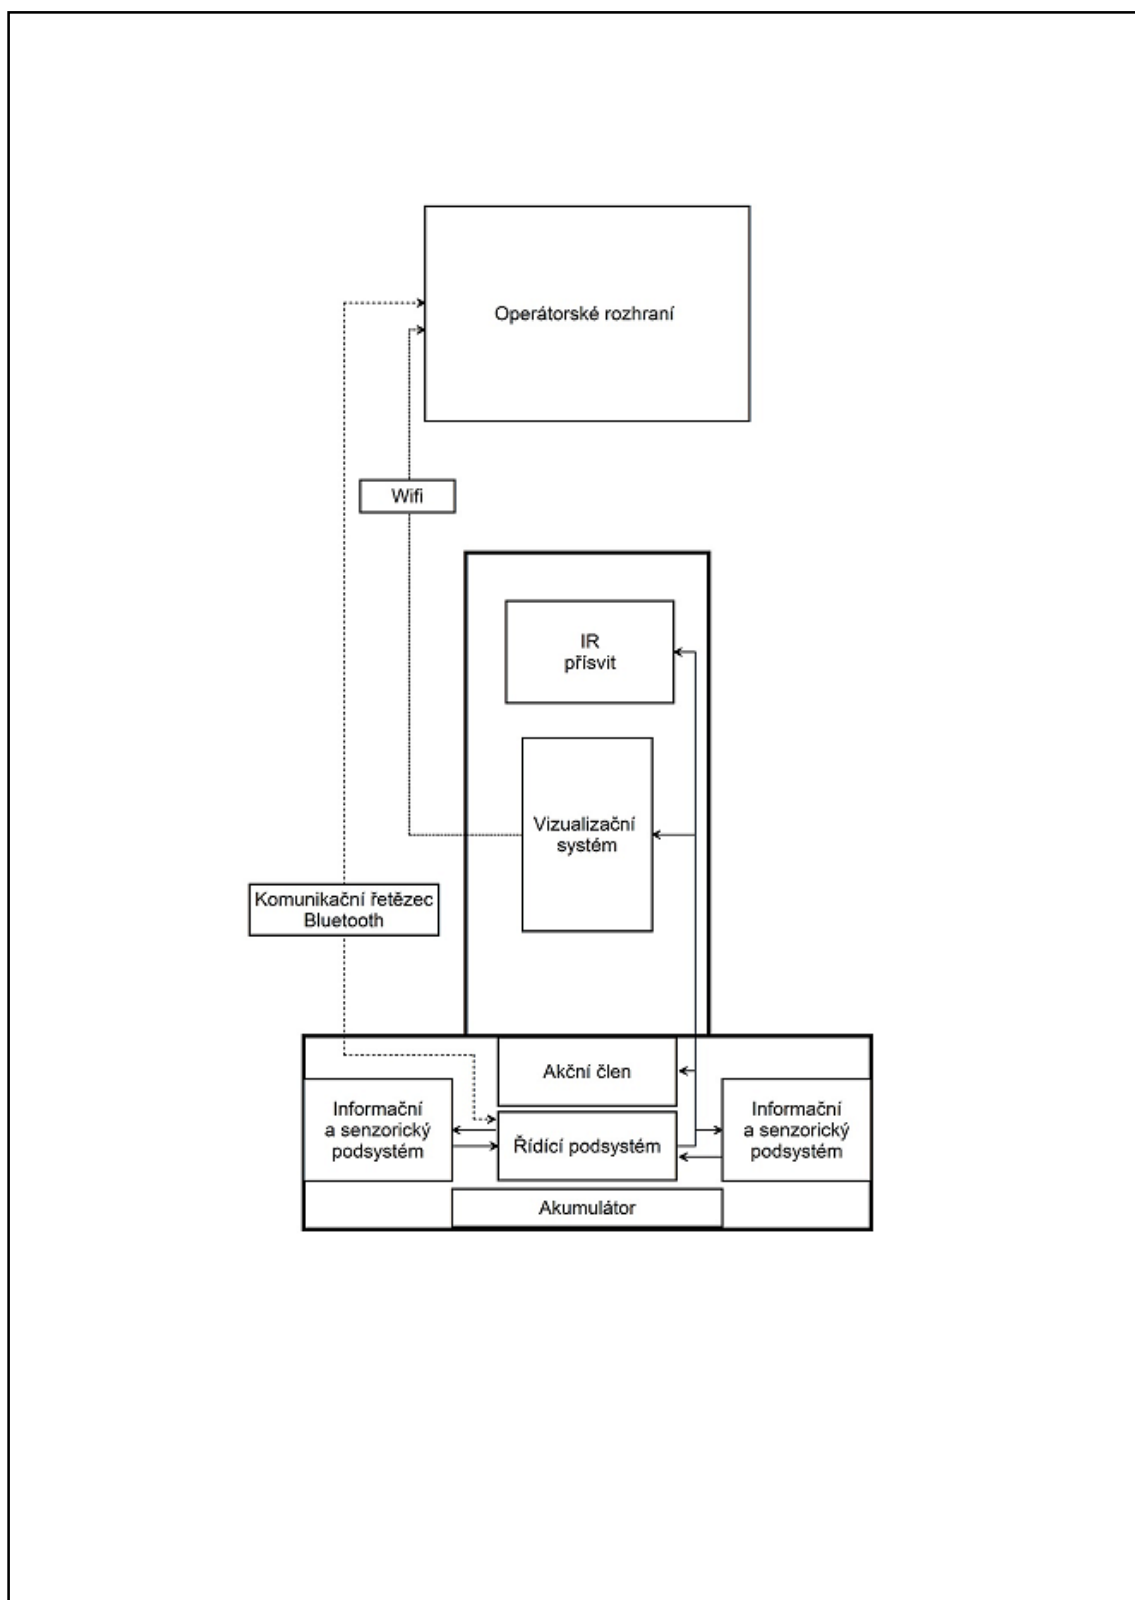 Operátorské rozhraní
Wifi
IR
přísvit
Vizualizační
systém
Komunikační řetězec
Bluetooth
Akční člen
Informační
a senzorický
podsystém
Řídící podsystém
Informační
a senzorický
podsystém
Akumulátor